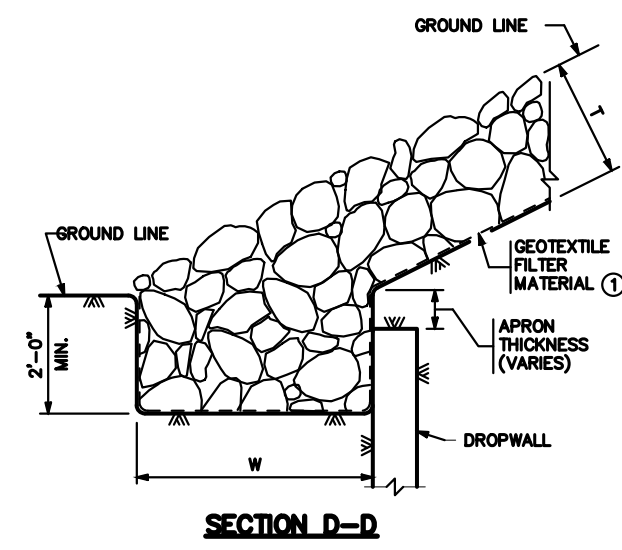 GROUND LINE
T
GROUND LINE
GEOTEXTILE
FILTER
MATERIAL ①
2'-0"
MIN.
APRON
THICKNESS
(VARIES)
DROPWALL
W
SECTION D-D